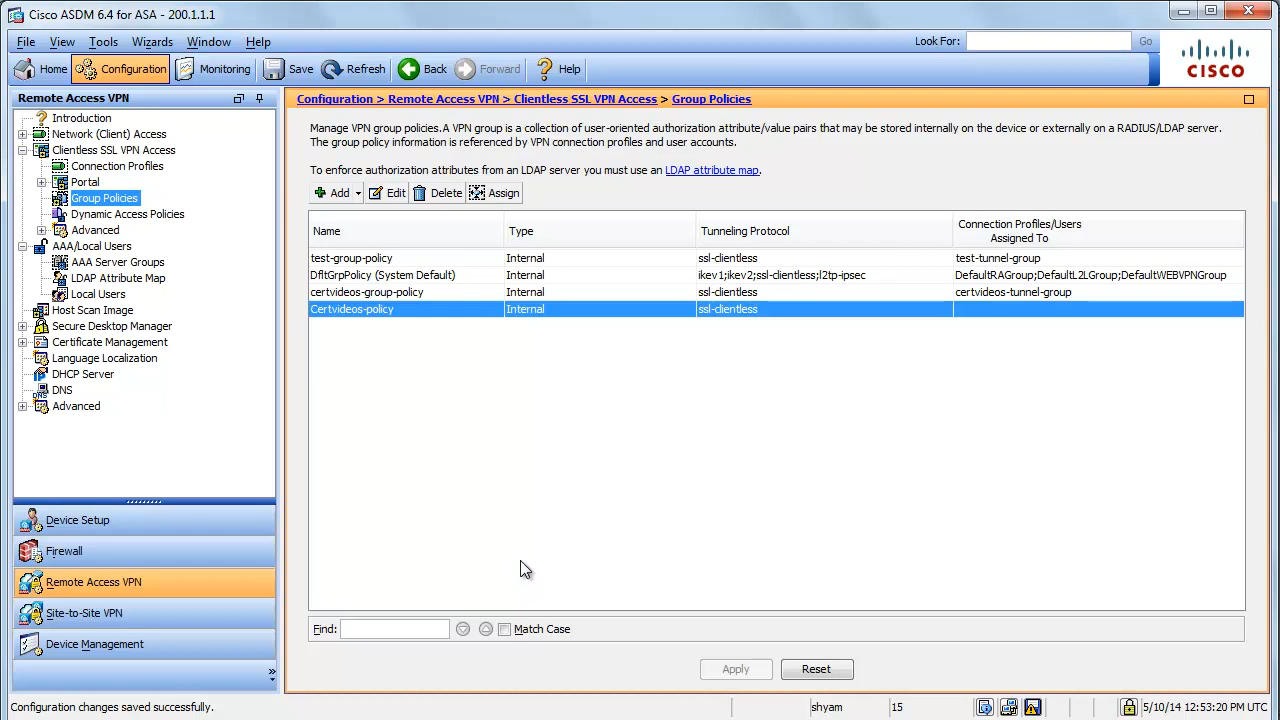 Cisco ASDM 6.4 for ASA - 200.1.1.1
File View Tools Wizards Window Help Look For: Go
Home Configuration Monitoring Save Refresh Back Forward Help
CISCO
Remote Access VPN
Introduction
Network (Client) Access
Clientless SSL VPN Access
Connection Profiles
Portal
Group Policies
Dynamic Access Policies
Advanced
AAA/Local Users
AAA Server Groups
LDAP Attribute Map
Local Users
Host Scan Image
Secure Desktop Manager
Certificate Management
Language Localization
DHCP Server
DNS
Advanced
Device Setup
Firewall
Remote Access VPN
Site-to-Site VPN
Device Management
Configuration > Remote Access VPN > Clientless SSL VPN Access > Group Policies
Manage VPN group policies.A VPN group is a collection of user-oriented authorization attribute/value pairs that may be stored internally on the device or externally on a RADIUS/LDAP server.
The group policy information is referenced by VPN connection profiles and user accounts.
To enforce authorization attributes from an LDAP server you must use an LDAP attribute map.
Add Edit Delete Assign
Name Type Tunneling Protocol Connection Profiles/Users
Assigned To
test-group-policy Internal ssl-clientless test-tunnel-group
DfltGrpPolicy (System Default) Internal ikev1;ikev2;ssl-clientless;l2tp-ipsec DefaultRAGroup;DefaultL2LGroup;DefaultWEBVPNGroup
certvideos-group-policy Internal ssl-clientless certvideos-tunnel-group
Certvideos-policy Internal ssl-clientless
Find: Match Case
Apply Reset
Configuration changes saved successfully. shyam 15 5/10/14 12:53:20 PM UTC